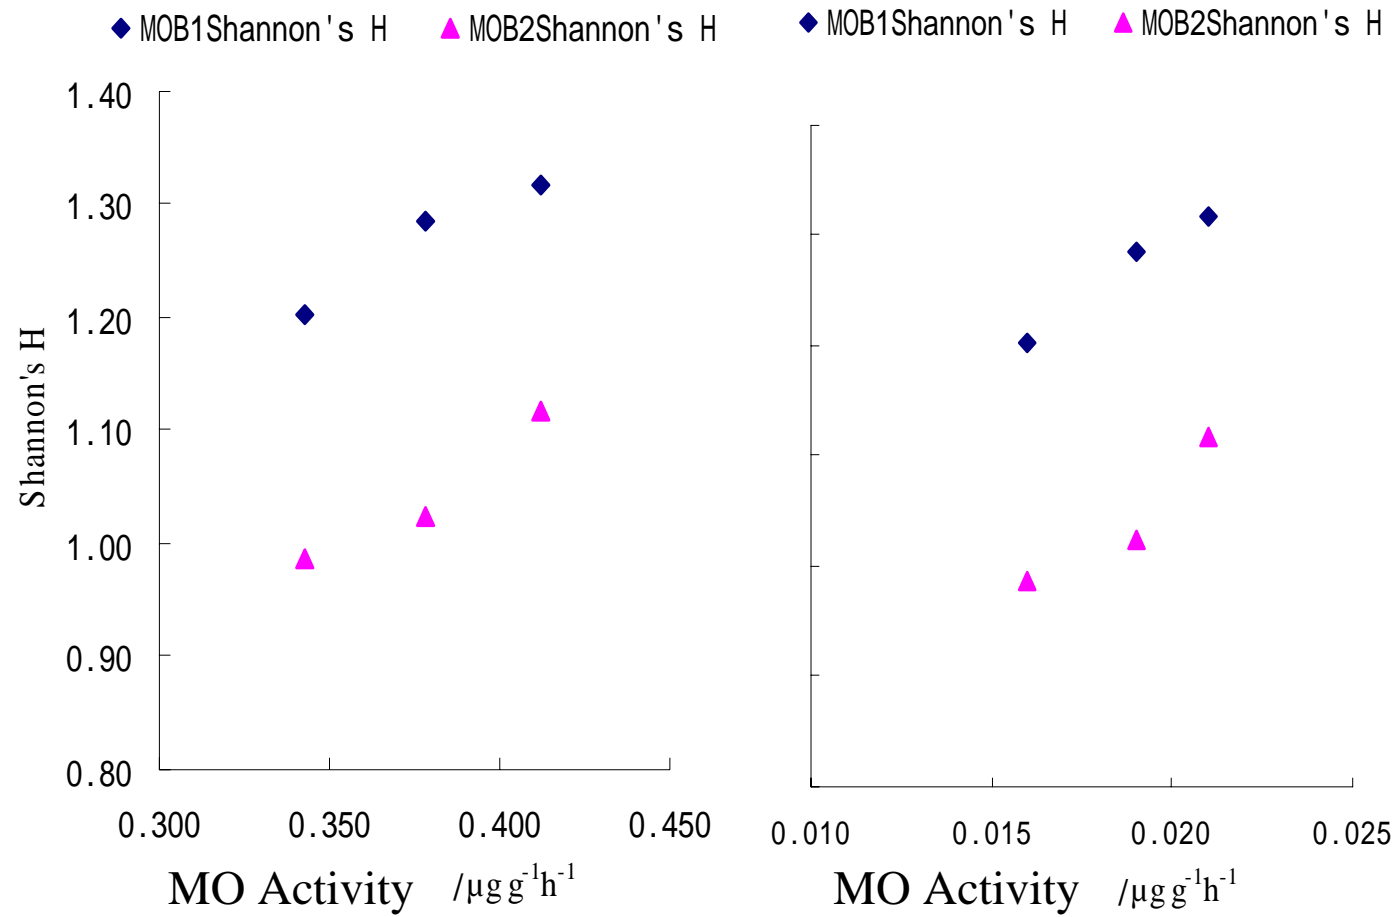 MOB1Shannon's H MOB2Shannon's H
1.40
1.30
1.20
1.10
1.00
0.90
0.80
Shannon's H
0.300 0.350 0.400 0.450
MO Activity /µg g⁻¹h⁻¹
MOB1Shannon's H MOB2Shannon's H
0.010 0.015 0.020 0.025
MO Activity /µg g⁻¹h⁻¹